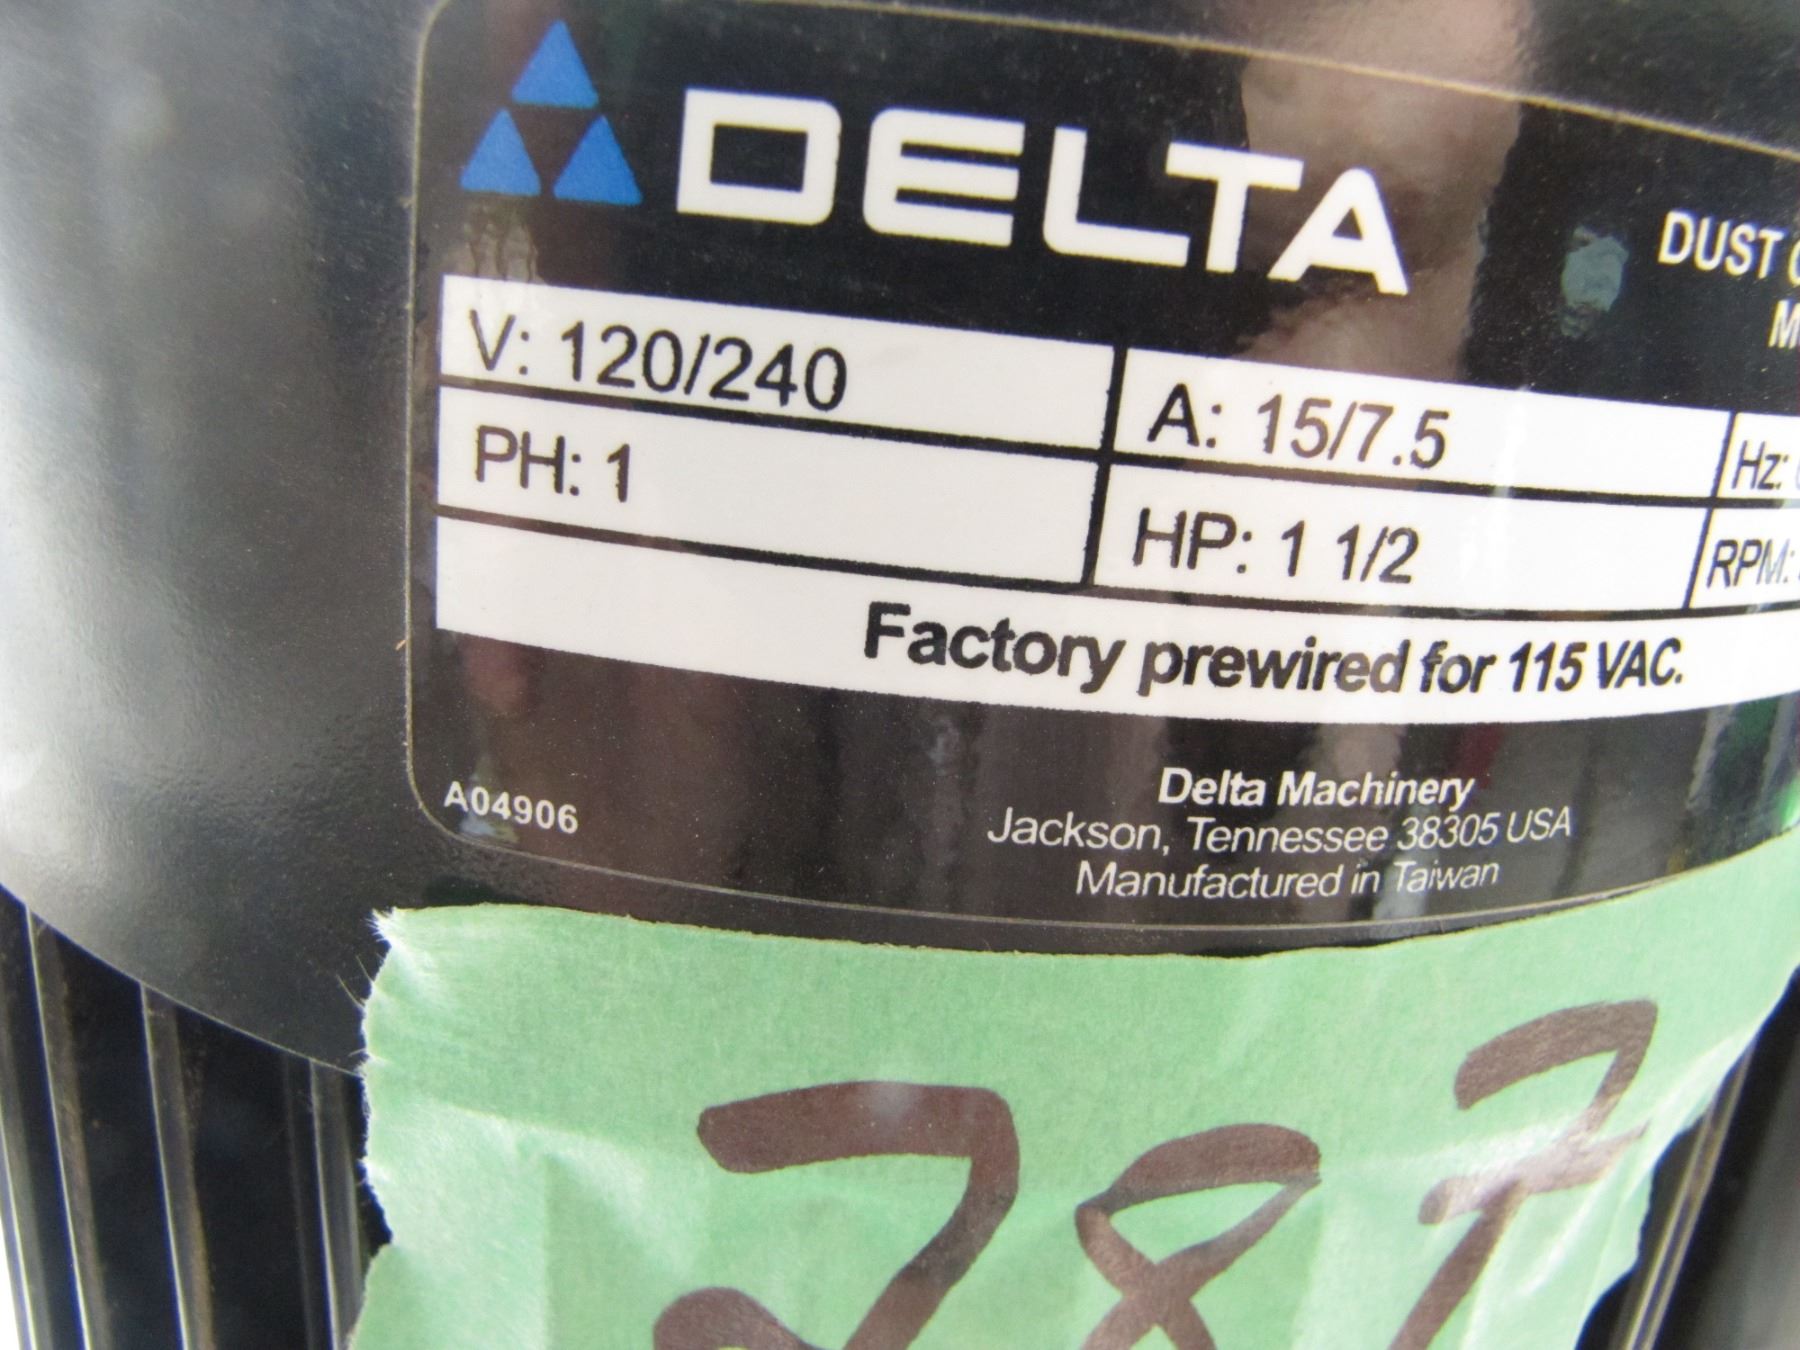 DELTA
DUST
V: 120/240
A: 15/7.5
Hz:
PH: 1
HP: 1 1/2
RPM:
Factory prewired for 115 VAC.
A04906
Delta Machinery
Jackson, Tennessee 38305 USA
Manufactured in Taiwan
287